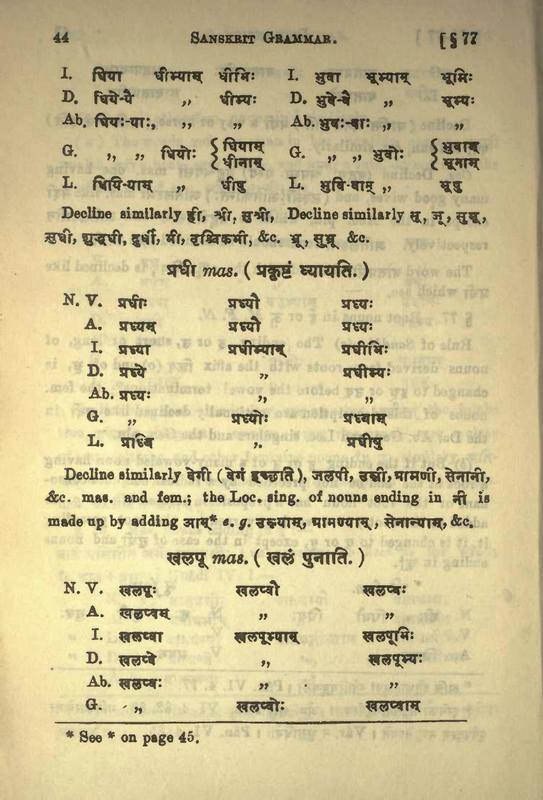 44 SANSKRIT GRAMMAR. [ § 77
I. धिया धीभ्याम् धीभिः I. भुवा भूभ्याम् भूभिः
D. धिये-यै ,, धीभ्यः D. भुवे-वै ,, भूभ्यः
Ab. धियः-याः, ,, ,, Ab. भुवः-वाः ,, ,,
G. ,, ,, धियोः { धियाम् धीनाम् G. ,, ,, भुवोः { भुवाम् भूनाम्
L. धियि-याम् ,, धीषु L. भुवि-वाम् ,, भूषु
Decline similarly ह्री, श्री, सुश्री, Decline similarly भू, जू, सुभू,
सुधी, शुद्धधी, दुर्धी, भी, वृश्चिकभी, &c. भ्रू, सुभ्रू &c.
प्रधी mas. ( प्रकृष्टं ध्यायति. )
N. V. प्रधीः प्रध्यौ प्रध्यः
A. प्रध्यम् प्रध्यौ प्रध्यः
I. प्रध्या प्रधीभ्याम् प्रधीभिः
D. प्रध्ये ,, प्रधीभ्यः
Ab. प्रध्यः ,, ,,
G. ,, प्रध्योः प्रध्याम्
L. प्रध्यि ,. प्रधीषु
Decline similarly वेगी (वेगं इच्छति), जलपी, उन्नी, ग्रामणी, सेनानी,
&c. mas. and fem.; the Loc. sing. of nouns ending in नी is
made up by adding आम्* e. g. उन्न्याम्, ग्रामण्याम्, सेनान्याम्, &c.
खलपू mas. ( खलं पुनाति. )
N. V. खलपूः खलप्वौ खलप्वः
A. खलप्वम् ,, ,,
I. खलप्वा खलपूभ्याम् खलपूभिः
D. खलप्वे ,, खलपूभ्यः
Ab. खलप्वः ,, ,,
G. ,, खलप्वोः खलप्वाम्
* See * on page 45.